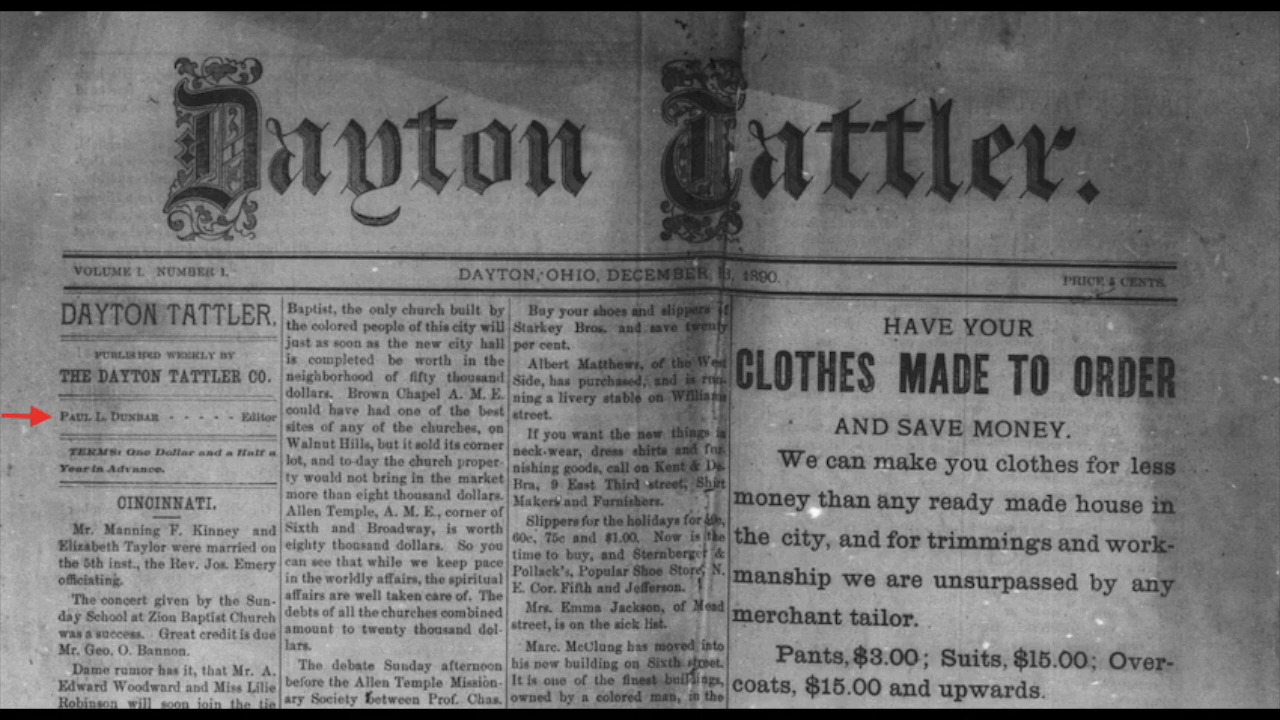 Dayton Tattler.
VOLUME I. NUMBER 1.
DAYTON, OHIO, DECEMBER 13, 1890.
PRICE 5 CENTS.
DAYTON TATTLER.
PUBLISHED WEEKLY BY
THE DAYTON TATTLER CO.
PAUL L. DUNBAR - - - - - Editor
TERMS: One Dollar and a Half a
Year in Advance.
CINCINNATI.
Mr. Manning F. Kinney and
Elizabeth Taylor were married on
the 5th inst., the Rev. Jos. Emery
officiating.
The concert given by the Sun-
day School at Zion Baptist Church
was a success. Great credit is due
Mr. Geo. O. Bannon.
Dame rumor has it, that Mr. A.
Edward Woodward and Miss Lilie
Robinson will soon join the tie
Baptist, the only church built by
the colored people of this city will
just as soon as the new city hall
is completed be worth in the
neighborhood of fifty thousand
dollars. Brown Chapel A. M. E.
could have had one of the best
sites of any of the churches, on
Walnut Hills, but it sold its corner
lot, and to-day the church proper-
ty would not bring in the market
more than eight thousand dollars.
Allen Temple, A. M. E., corner of
Sixth and Broadway, is worth
eighty thousand dollars. So you
can see that while we keep pace
in the worldly affairs, the spiritual
affairs are well taken care of. The
debts of all the churches combined
amount to twenty thousand dol-
lars.
The debate Sunday afternoon
before the Allen Temple Mission-
ary Society between Prof. Chas.
Buy your shoes and slippers of
Starkey Bros. and save twenty
per cent.
Albert Matthews, of the West
Side, has purchased, and is run-
ning a livery stable on William
street.
If you want the new things in
neck-wear, dress shirts and fur-
nishing goods, call on Kent & De
Bra, 9 East Third street, Shirt
Makers and Furnishers.
Slippers for the holidays for
60c, 75c and $1.00. Now is the
time to buy, and Sternberger &
Pollack's, Popular Shoe Store, N.
E. Cor. Fifth and Jefferson.
Mrs. Emma Jackson, of Mead
street, is on the sick list.
Marc. McClung has moved into
his new building on Sixth street.
It is one of the finest buildings,
owned by a colored man, in the
HAVE YOUR
CLOTHES MADE TO ORDER
AND SAVE MONEY.
We can make you clothes for less
money than any ready made house in
the city, and for trimmings and work-
manship we are unsurpassed by any
merchant tailor.
Pants, $3.00; Suits, $15.00; Over-
coats, $15.00 and upwards.